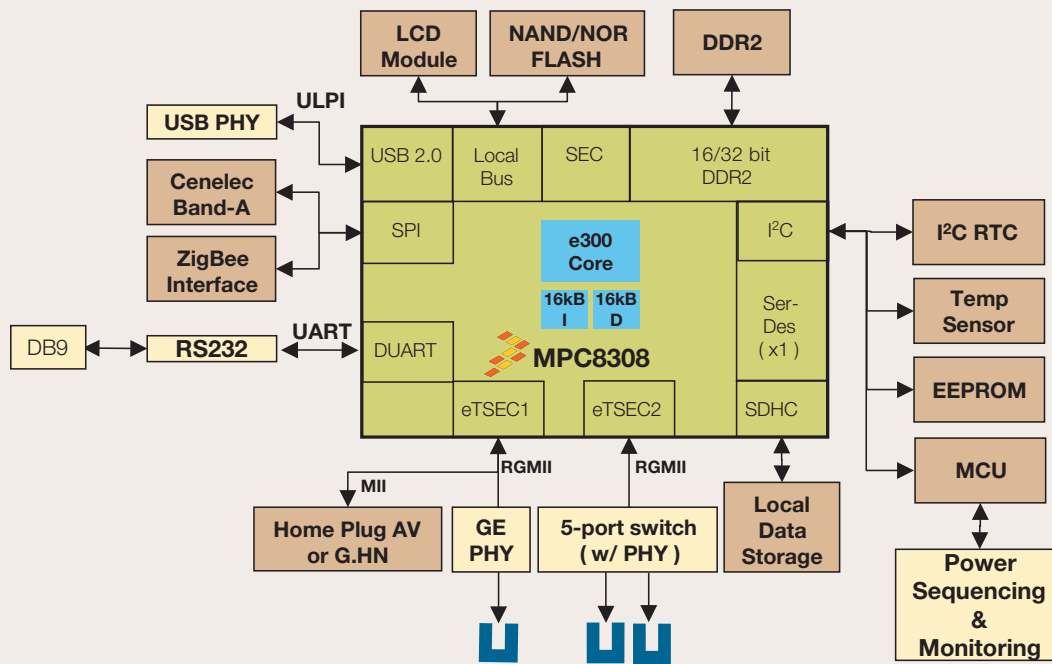 LCD
Module
NAND/NOR
FLASH
DDR2
ULPI
USB PHY
USB 2.0
Local
Bus
SEC
16/32 bit
DDR2
Cenelec
Band-A
SPI
ZigBee
Interface
e300
Core
16kB
I
16kB
D
I²C
Ser-
Des
( x1 )
I²C RTC
Temp
Sensor
DB9
RS232
UART
DUART
MPC8308
EEPROM
eTSEC1
eTSEC2
SDHC
MCU
MII
RGMII
RGMII
Home Plug AV
or G.HN
GE
PHY
5-port switch
( w/ PHY )
Local
Data
Storage
Power
Sequencing
&
Monitoring